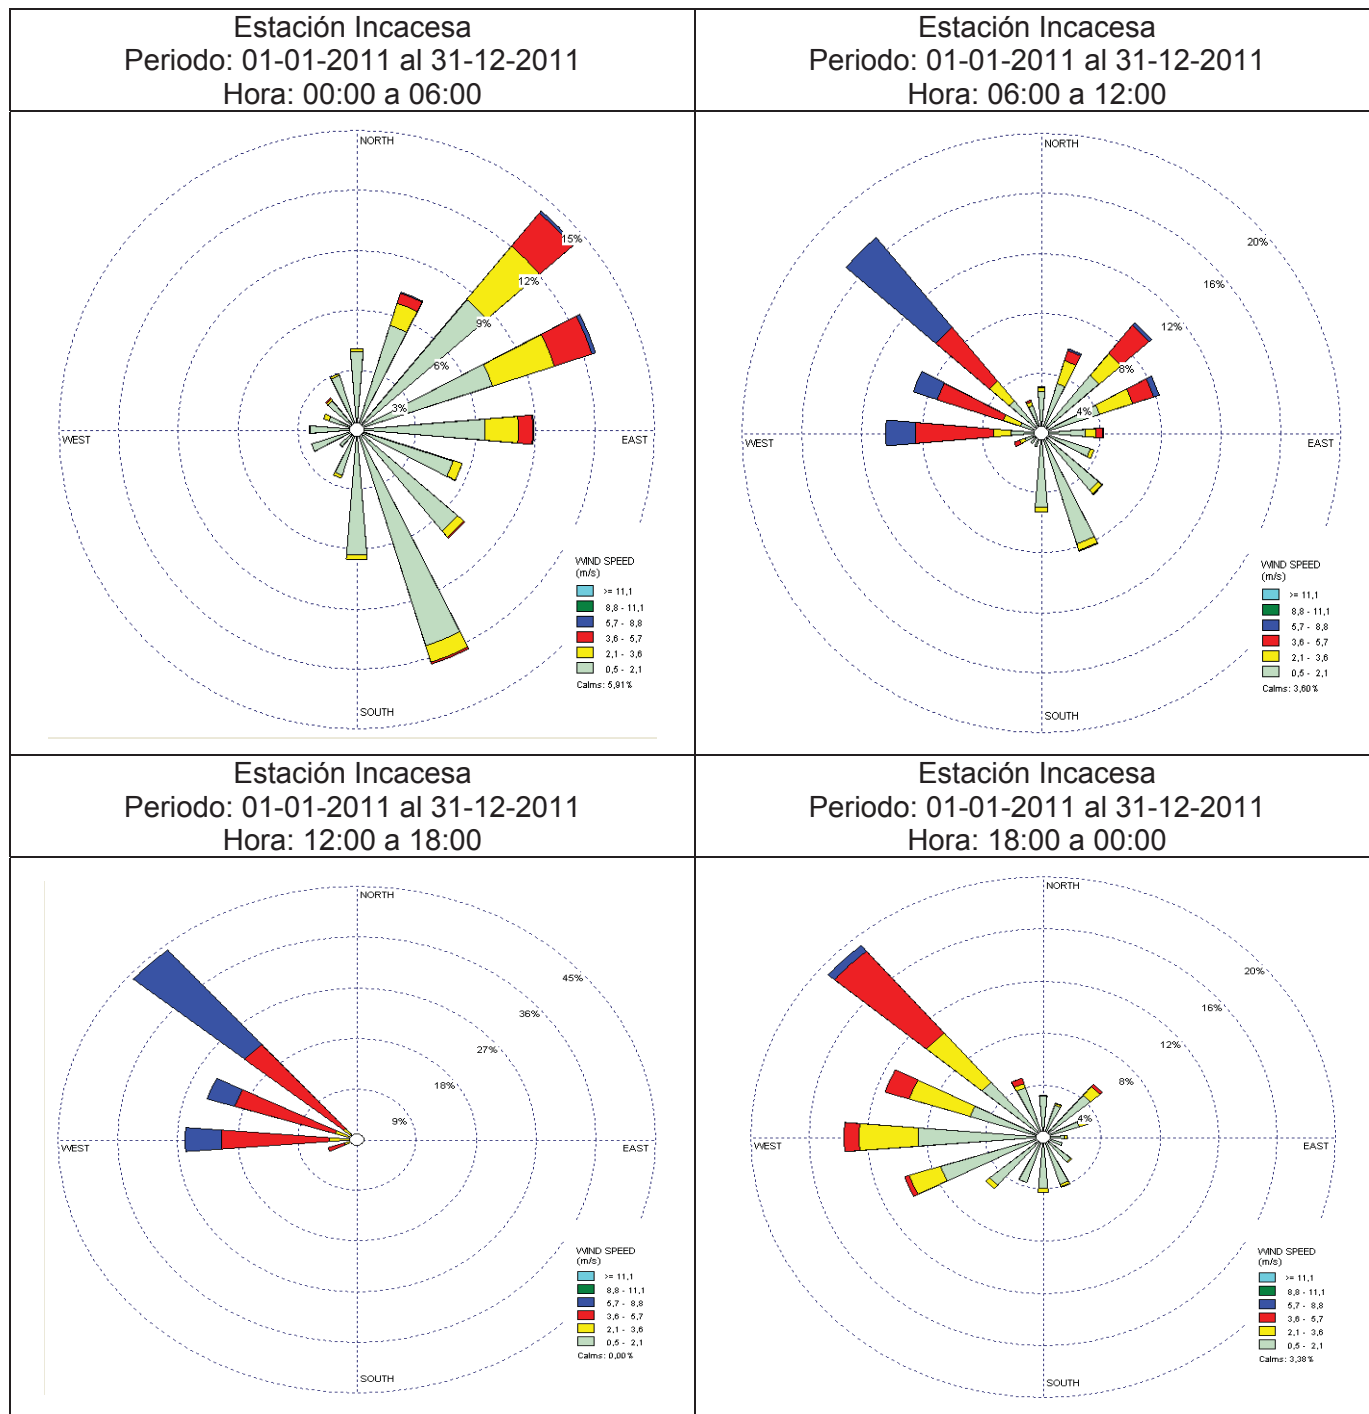 Estación Incacesa
Periodo: 01-01-2011 al 31-12-2011
Hora: 00:00 a 06:00
Estación Incacesa
Periodo: 01-01-2011 al 31-12-2011
Hora: 06:00 a 12:00
NORTH
15%
12%
9%
6%
3%
WEST
EAST
SOUTH
WIND SPEED
(m/s)
>= 11,1
8,8 - 11,1
5,7 - 8,8
3,6 - 5,7
2,1 - 3,6
0,5 - 2,1
Calms: 5,91%
NORTH
20%
16%
12%
8%
4%
WEST
EAST
SOUTH
WIND SPEED
(m/s)
>= 11,1
8,8 - 11,1
5,7 - 8,8
3,6 - 5,7
2,1 - 3,6
0,5 - 2,1
Calms: 3,60%
Estación Incacesa
Periodo: 01-01-2011 al 31-12-2011
Hora: 12:00 a 18:00
Estación Incacesa
Periodo: 01-01-2011 al 31-12-2011
Hora: 18:00 a 00:00
NORTH
45%
36%
27%
18%
9%
WEST
EAST
SOUTH
WIND SPEED
(m/s)
>= 11,1
8,8 - 11,1
5,7 - 8,8
3,6 - 5,7
2,1 - 3,6
0,5 - 2,1
Calms: 0,00%
NORTH
20%
16%
12%
8%
4%
WEST
EAST
SOUTH
WIND SPEED
(m/s)
>= 11,1
8,8 - 11,1
5,7 - 8,8
3,6 - 5,7
2,1 - 3,6
0,5 - 2,1
Calms: 3,38%